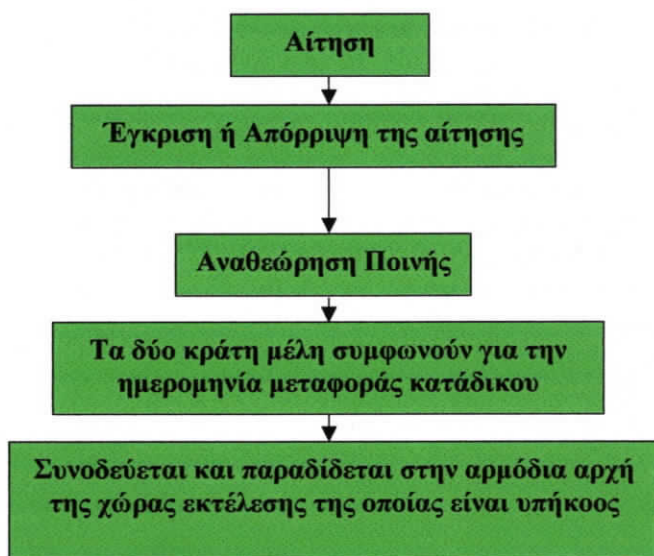 Αίτηση
Έγκριση ή Απόρριψη της αίτησης
Αναθεώρηση Ποινής
Τα δύο κράτη μέλη συμφωνούν για την
ημερομηνία μεταφοράς κατάδικου
Συνοδεύεται και παραδίδεται στην αρμόδια αρχή
της χώρας εκτέλεσης της οποίας είναι υπήκοος